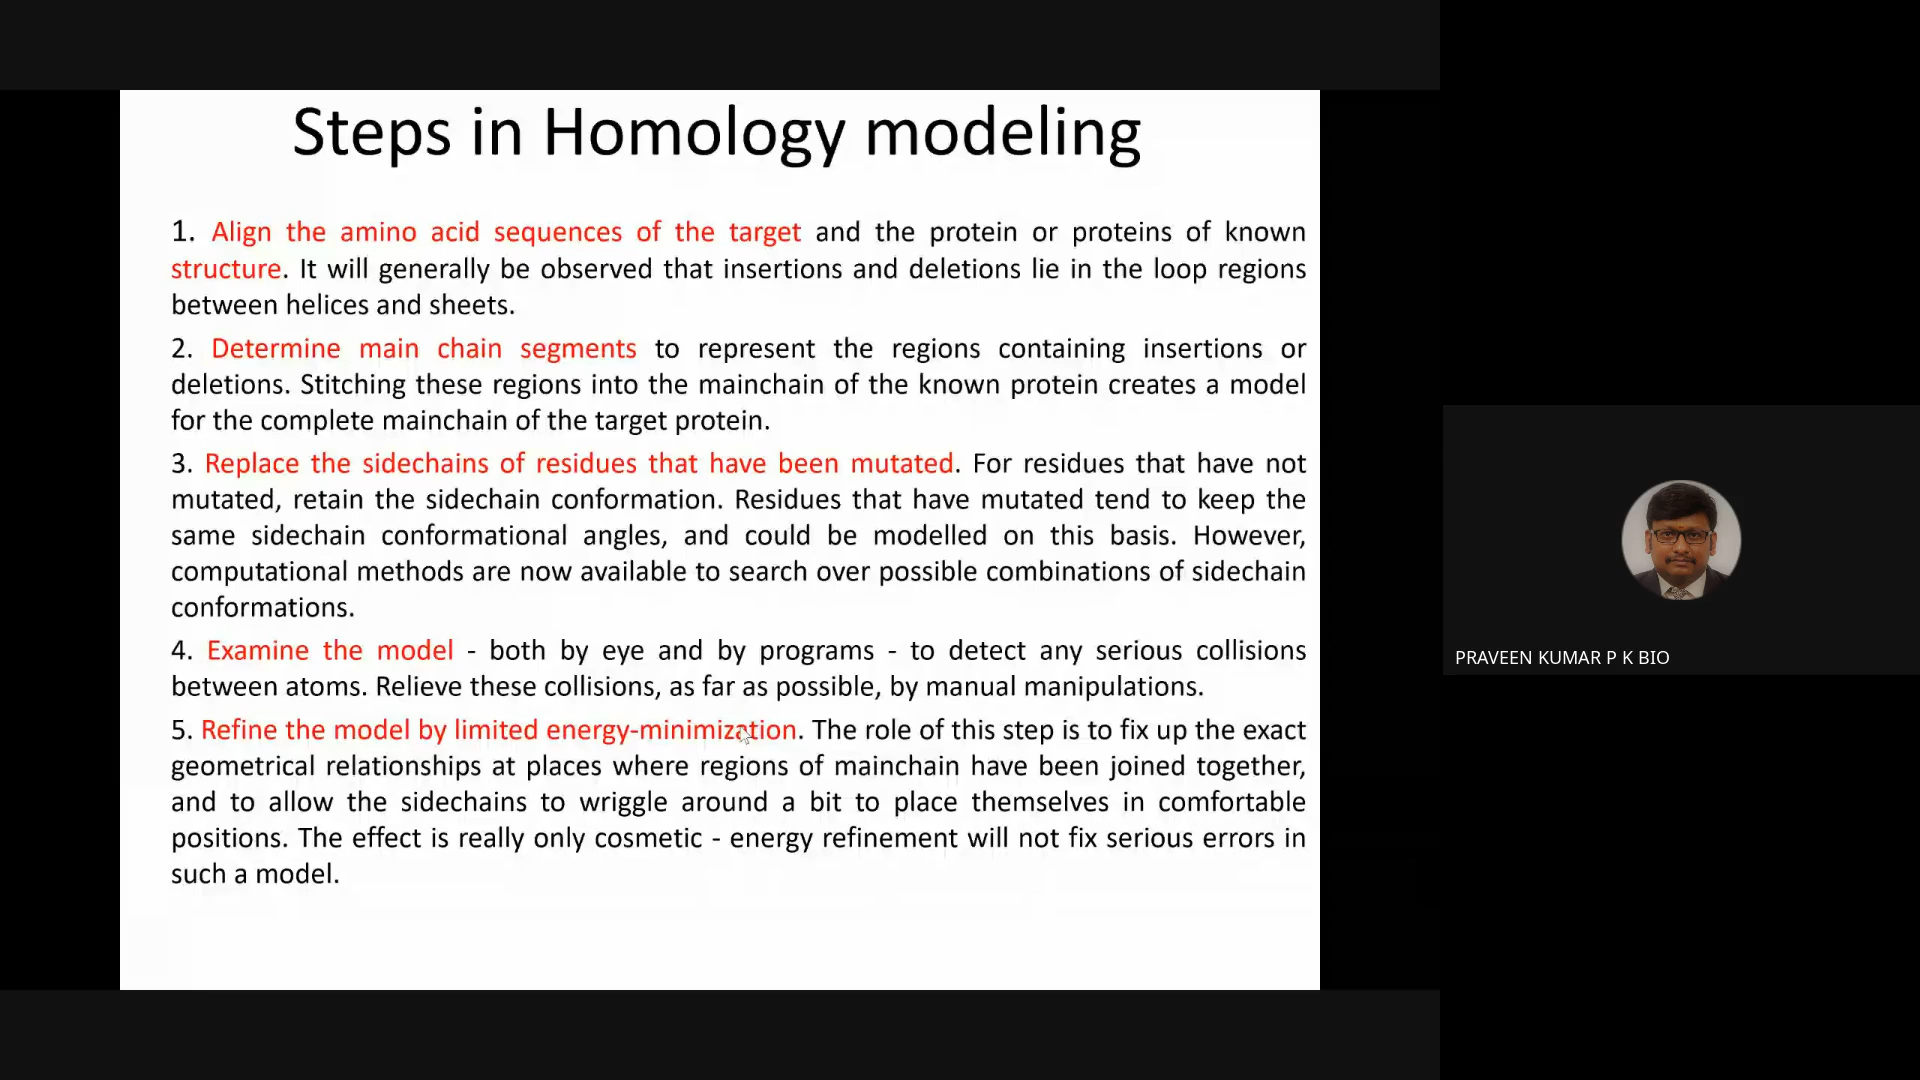 Steps in Homology modeling
1. Align the amino acid sequences of the target and the protein or proteins of known
structure. It will generally be observed that insertions and deletions lie in the loop regions
between helices and sheets.
2. Determine main chain segments to represent the regions containing insertions or
deletions. Stitching these regions into the mainchain of the known protein creates a model
for the complete mainchain of the target protein.
3. Replace the sidechains of residues that have been mutated. For residues that have not
mutated, retain the sidechain conformation. Residues that have mutated tend to keep the
same sidechain conformational angles, and could be modelled on this basis. However,
computational methods are now available to search over possible combinations of sidechain
conformations.
4. Examine the model - both by eye and by programs - to detect any serious collisions
between atoms. Relieve these collisions, as far as possible, by manual manipulations.
5. Refine the model by limited energy-minimization. The role of this step is to fix up the exact
geometrical relationships at places where regions of mainchain have been joined together,
and to allow the sidechains to wriggle around a bit to place themselves in comfortable
positions. The effect is really only cosmetic - energy refinement will not fix serious errors in
such a model.
PRAVEEN KUMAR P K BIO